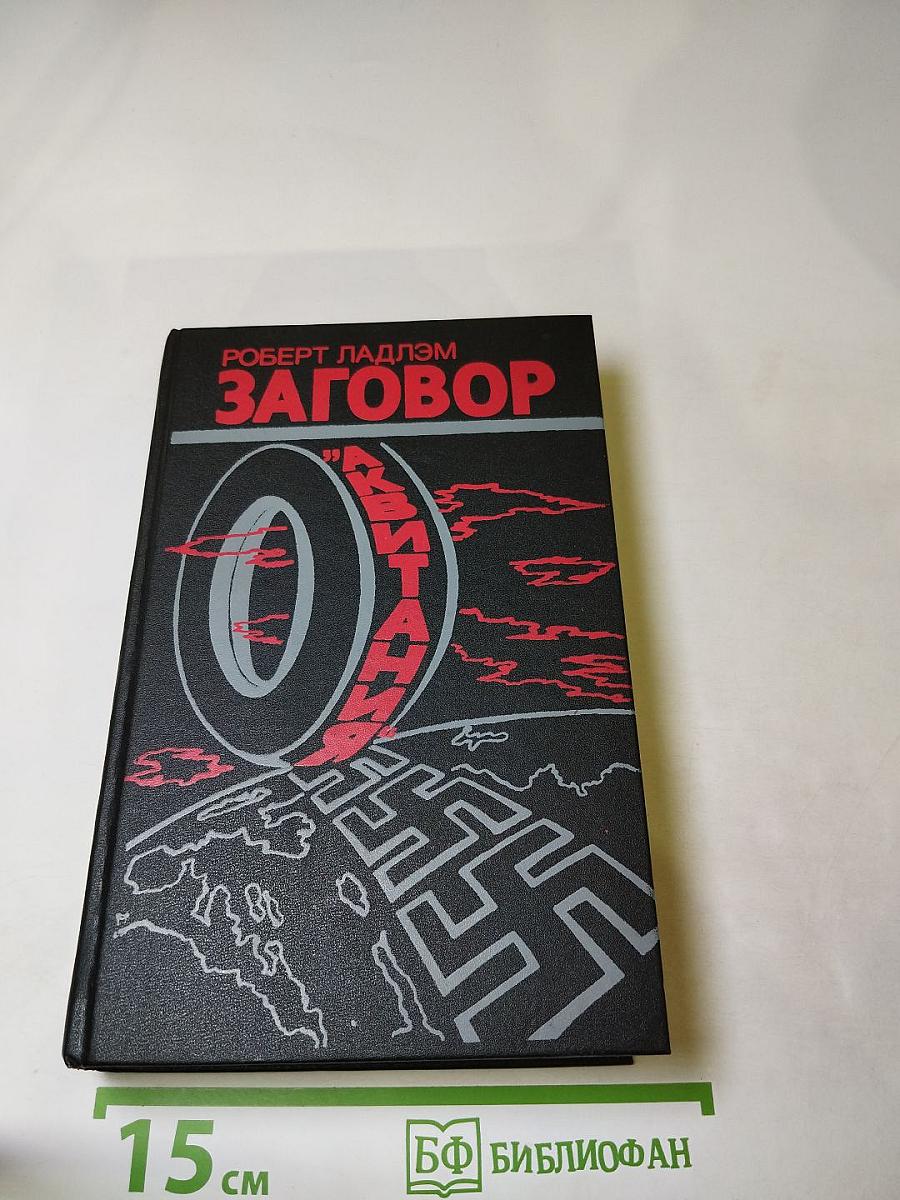 РОБЕРТ ЛАДЛЭМ
ЗАГОВОР
"АКВИТАНИЯ"
15 см
БФ БИБЛИОФАН